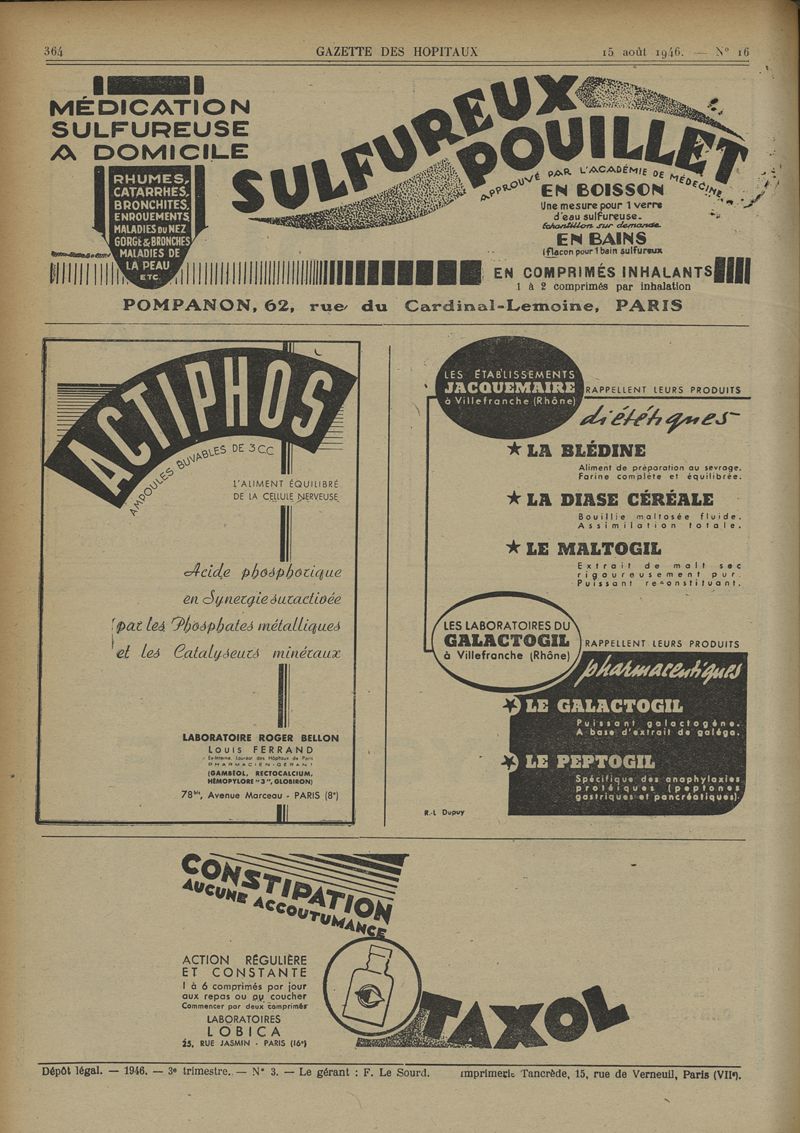 364 GAZETTE DES HOPITAUX 15 août 1946. — N° 16
MÉDICATION
SULFUREUSE
A DOMICILE
RHUMES,
CATARRHES,
BRONCHITES,
ENROUEMENTS
MALADIES DU NEZ
GORGE & BRONCHES
MALADIES DE
LA PEAU
ETC.
SULFUREUX
POUILLET
APPROUVÉ PAR L'ACADÉMIE DE MÉDECINE
EN BOISSON
Une mesure pour 1 verre
d'eau sulfureuse.
Échantillon sur demande.
EN BAINS
1 flacon pour 1 bain sulfureux
EN COMPRIMÉS INHALANTS
1 à 2 comprimés par inhalation
POMPANON, 62, rue du Cardinal-Lemoine, PARIS
ACTIPHOS
AMPOULES BUVABLES DE 3 CC
L'ALIMENT ÉQUILIBRÉ
DE LA CELLULE NERVEUSE
Acide phosphorique
en Synergie suractivée
par les Phosphates métalliques
et les Catalyseurs minéraux
LABORATOIRE ROGER BELLON
LOUIS FERRAND
Ex-Interne, Lauréat des Hôpitaux de Paris
PHARMACIEN-GÉRANT
(GAMBÉOL, RECTOCALCIUM,
HÉMOPYLORE "3", GLOBIRON)
78bis, Avenue Marceau - PARIS (8e)
LES ÉTABLISSEMENTS
JACQUEMAIRE
à Villefranche (Rhône)
RAPPELLENT LEURS PRODUITS
diététiques
★ LA BLÉDINE
Aliment de préparation au sevrage.
Farine complète et équilibrée.
★ LA DIASE CÉRÉALE
Bouillie maltosée fluide.
Assimilation totale.
★ LE MALTOGIL
Extrait de malt sec
rigoureusement pur.
Puissant reconstituant.
LES LABORATOIRES DU
GALACTOGIL
à Villefranche (Rhône)
RAPPELLENT LEURS PRODUITS
pharmaceutiques
★ LE GALACTOGIL
Puissant galactogène.
A base d'extrait de galéga.
★ LE PEPTOGIL
Spécifique des anaphylaxies
protéiques (peptones
gastriques et pancréatiques).
R.-L. Dupuy
CONSTIPATION
AUCUNE ACCOUTUMANCE
ACTION RÉGULIÈRE
ET CONSTANTE
1 à 6 comprimés par jour
aux repas ou au coucher
Commencer par deux comprimés
LABORATOIRES
LOBICA
25, RUE JASMIN - PARIS (16e)
TAXOL
Dépôt légal. — 1946. — 3e trimestre. — N° 3. — Le gérant : F. Le Sourd. Imprimerie Tancrède, 15, rue de Verneuil, Paris (VIIe).